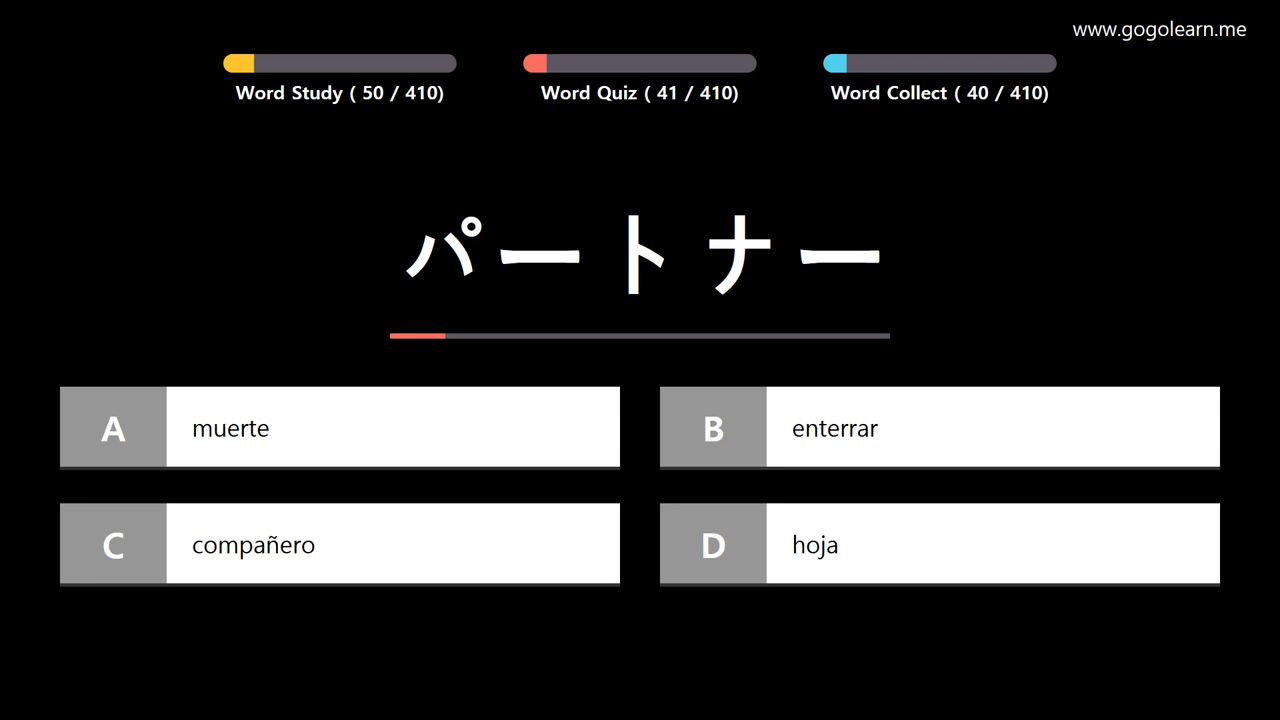 www.gogolearn.me
Word Study ( 50 / 410)
Word Quiz ( 41 / 410)
Word Collect ( 40 / 410)
パートナー
A muerte
B enterrar
C compañero
D hoja